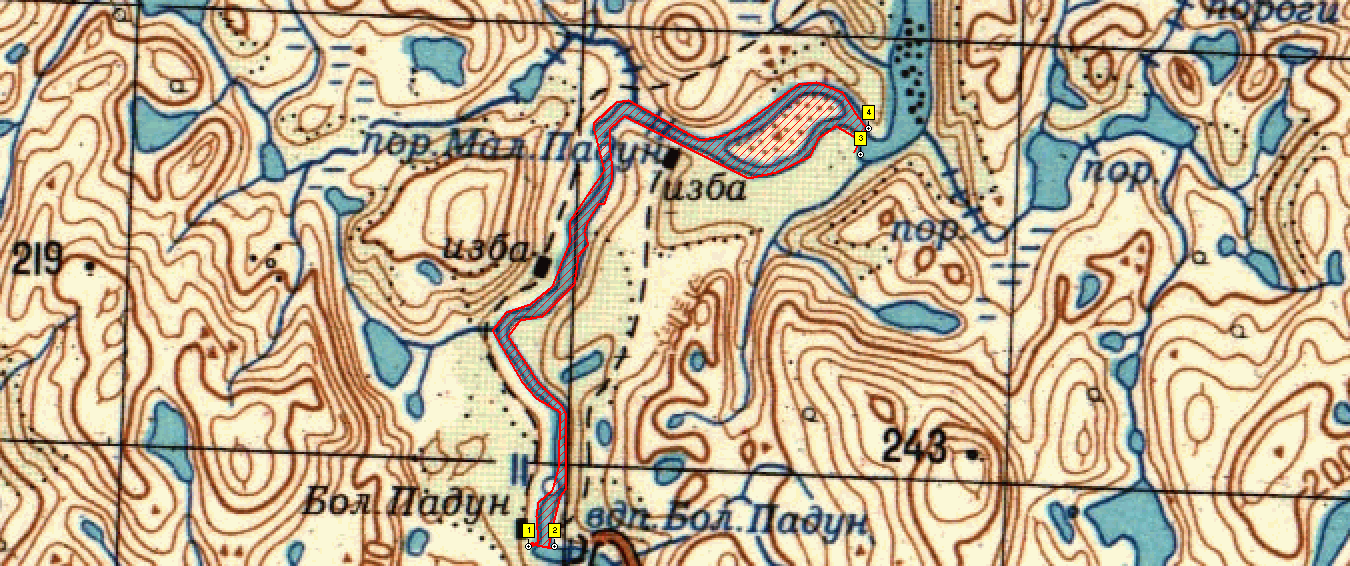 пороги
пор. Мал. Падун
изба
пор.
пор.
изба
219
243
II
Бол. Падун
вдп. Бол. Падун
4
3
1
2